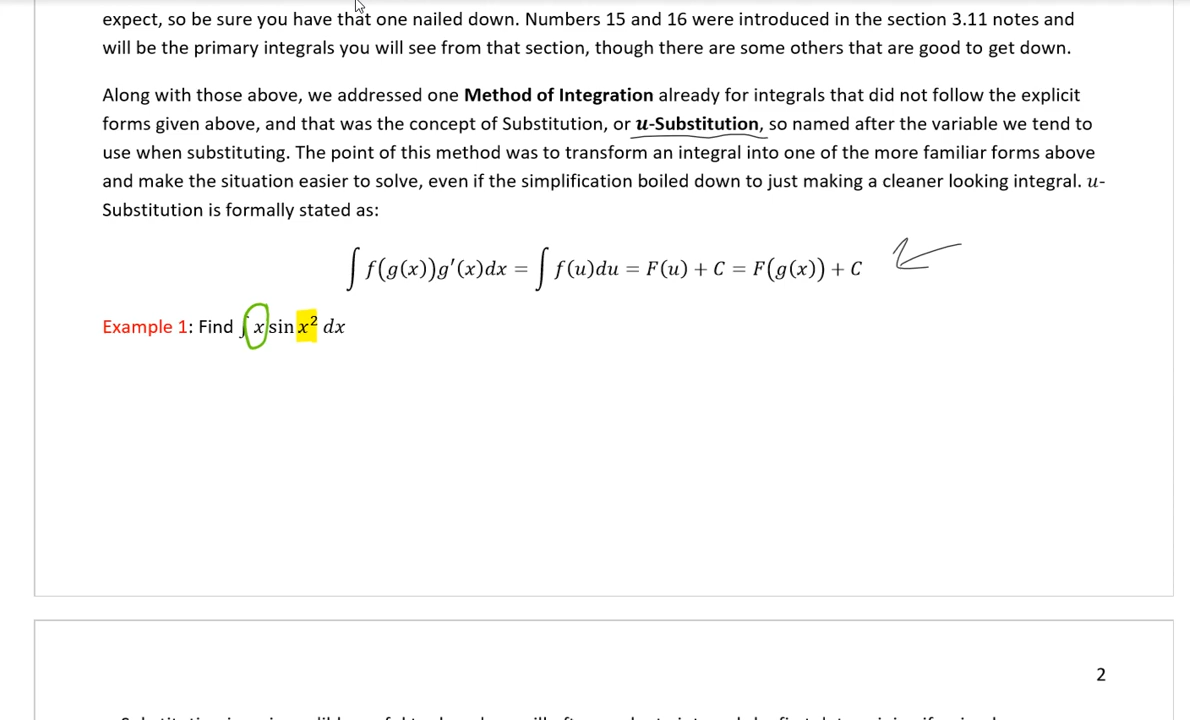 expect, so be sure you have that one nailed down. Numbers 15 and 16 were introduced in the section 3.11 notes and
will be the primary integrals you will see from that section, though there are some others that are good to get down.
Along with those above, we addressed one Method of Integration already for integrals that did not follow the explicit
forms given above, and that was the concept of Substitution, or u-Substitution, so named after the variable we tend to
use when substituting. The point of this method was to transform an integral into one of the more familiar forms above
and make the situation easier to solve, even if the simplification boiled down to just making a cleaner looking integral. u-
Substitution is formally stated as:
∫ f(g(x))g′(x)dx = ∫ f(u)du = F(u) + C = F(g(x)) + C
Example 1: Find ∫ x sin x² dx
2